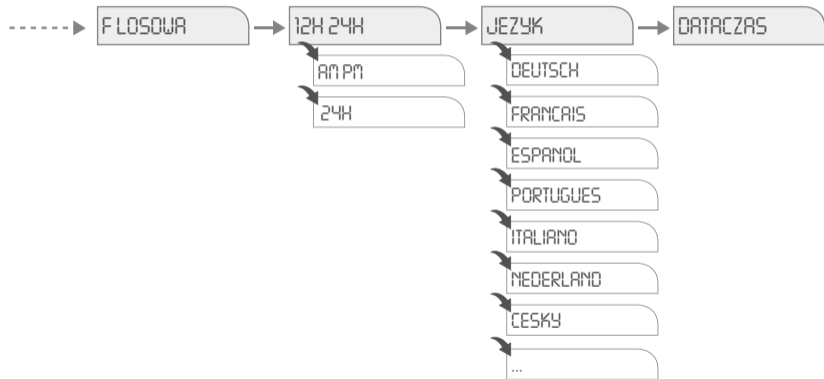 F LOSOWA
12H 24H
JEZYK
DATACZAS
AM PM
24H
DEUTSCH
FRANCAIS
ESPANOL
PORTUGUES
ITALIANO
NEDERLAND
CESKY
...